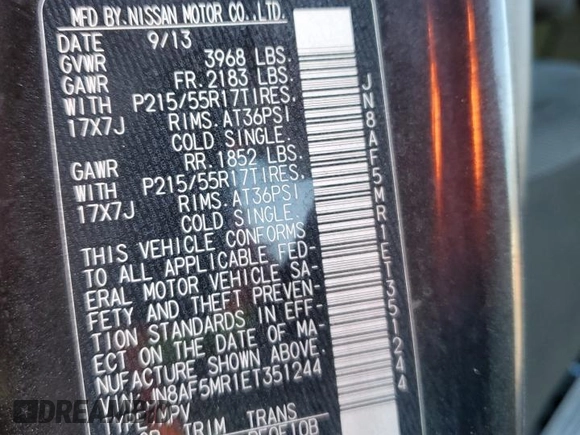 MFD BY.NISSAN MOTOR CO.,LTD.
DATE 9/13
GVWR 3968 LBS.
GAWR FR.2183 LBS.
WITH P215/55R17TIRES.
17X7J RIMS.AT36PSI
COLD SINGLE.
GAWR RR.1852 LBS.
WITH P215/55R17TIRES.
17X7J RIMS.AT36PSI
COLD SINGLE.
THIS VEHICLE CONFORMS
TO ALL APPLICABLE FED-
ERAL MOTOR VEHICLE SA-
FETY AND THEFT PREVEN-
TION STANDARDS IN EFF-
ECT ON THE DATE OF MA-
NUFACTURE SHOWN ABOVE.
JN8AF5MR1ET351244
MPV
TRIM TRANS
JN8AF5MR1ET351244